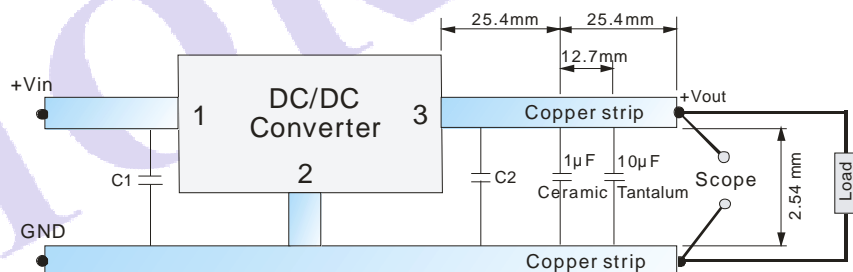 25.4mm 25.4mm
12.7mm
+Vin
+Vout
DC/DC
Converter
1
2
3
Copper strip
C1
C2
1µF
Ceramic
10µF
Tantalum
Scope
2.54 mm
Load
GND
Copper strip